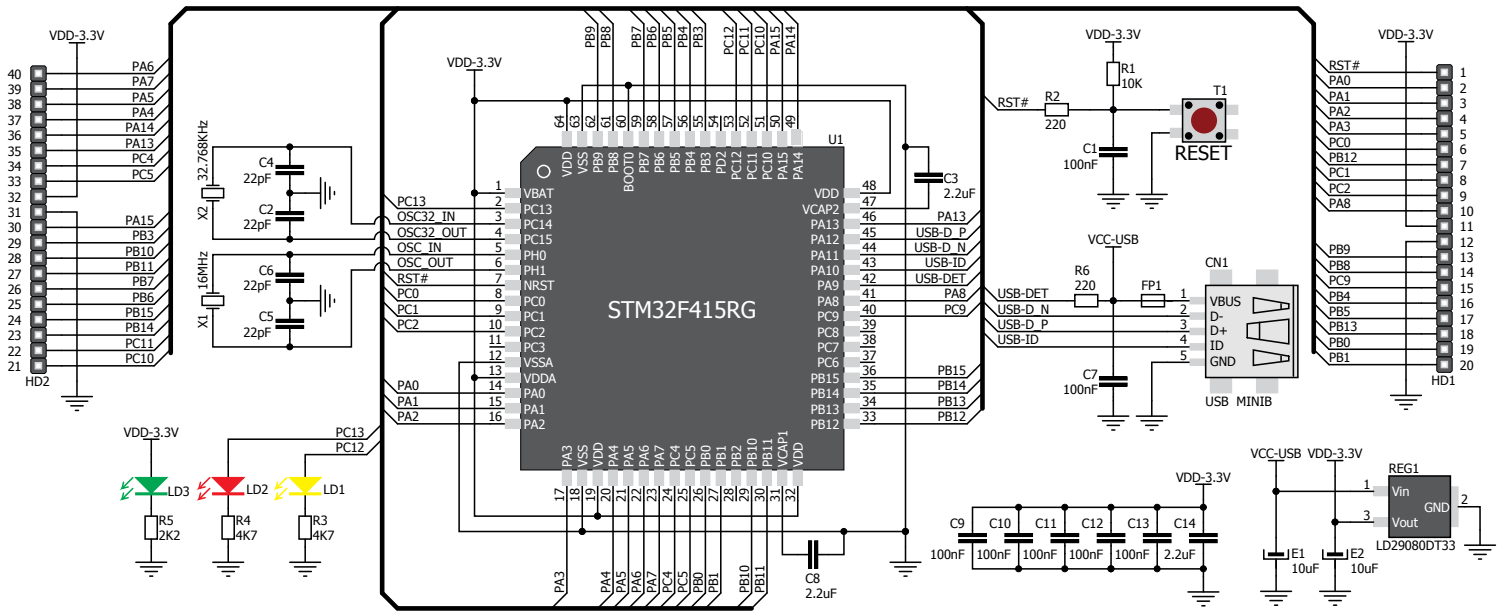 VDD-3.3V
40 PA6
39 PA7
38 PA5
37 PA4
36 PA14
35 PA13
34 PC4
33 PC5
32
31
30 PA15
29 PB3
28 PB10
27 PB11
26 PB7
25 PB6
24 PB15
23 PB14
22 PC11
21 PC10
HD2
X2 32.768KHz
C4
22pF
C2
22pF
X1 16MHz
C6
22pF
C5
22pF
VDD-3.3V
PB9
PB8
PB7
PB6
PB5
PB4
PB3
PC12
PC11
PC10
PA15
PA14
64 VDD
63 VSS
62 PB9
61 PB8
60 BOOT0
59 PB7
58 PB6
57 PB5
56 PB4
55 PB3
54 PD2
53 PC12
52 PC11
51 PC10
50 PA15
49 PA14
U1
1 VBAT
PC13 2 PC13
OSC32_IN 3 PC14
OSC32_OUT 4 PC15
OSC_IN 5 PH0
OSC_OUT 6 PH1
RST# 7 NRST
PC0 8 PC0
PC1 9 PC1
PC2 10 PC2
11 PC3
12 VSSA
13 VDDA
PA0 14 PA0
PA1 15 PA1
PA2 16 PA2
STM32F415RG
VDD 48
VCAP2 47
PA13 46 PA13
PA12 45 USB-D_P
PA11 44 USB-D_N
PA10 43 USB-ID
PA9 42 USB-DET
PA8 41 PA8
PC9 40 PC9
PC8 39
PC7 38
PC6 37
PB15 36 PB15
PB14 35 PB14
PB13 34 PB13
PB12 33 PB12
PA3 17 PA3
VSS 18
VDD 19
PA4 20 PA4
PA5 21 PA5
PA6 22 PA6
PA7 23 PA7
PC4 24 PC4
PC5 25 PC5
PB0 26 PB0
PB1 27 PB1
PB2 28
PB10 29 PB10
PB11 30 PB11
VCAP1 31
VDD 32
C3
2.2uF
C8
2.2uF
VDD-3.3V
R1
10K
RST# R2
220
C1
100nF
T1
RESET
VCC-USB
USB-DET R6
220
FP1
USB-D_N
USB-D_P
USB-ID
C7
100nF
CN1
1 VBUS
2 D-
3 D+
4 ID
5 GND
USB MINIB
VDD-3.3V
RST# 1
PA0 2
PA1 3
PA2 4
PA3 5
PC0 6
PB12 7
PC1 8
PC2 9
PA8 10
11
12
PB9 13
PB8 14
PC9 15
PB4 16
PB5 17
PB13 18
PB0 19
PB1 20
HD1
VDD-3.3V
PC13
PC12
LD3
LD2
LD1
R5
2K2
R4
4K7
R3
4K7
VDD-3.3V
C9
100nF
C10
100nF
C11
100nF
C12
100nF
C13
100nF
C14
2.2uF
VCC-USB
VDD-3.3V
REG1
1 Vin
GND 2
3 Vout
LD29080DT33
E1
10uF
E2
10uF